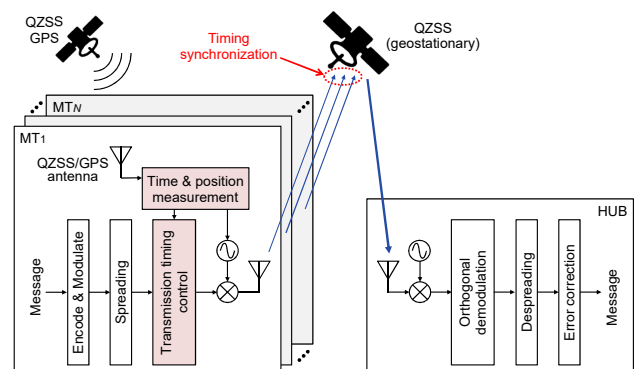 QZSS
GPS
Timing
synchronization
QZSS
(geostationary)
MTN
MT1
QZSS/GPS
antenna
Time & position
measurement
Message
Encode & Modulate
Spreading
Transmission timing
control
HUB
Orthogonal
demodulation
Despreading
Error correction
Message